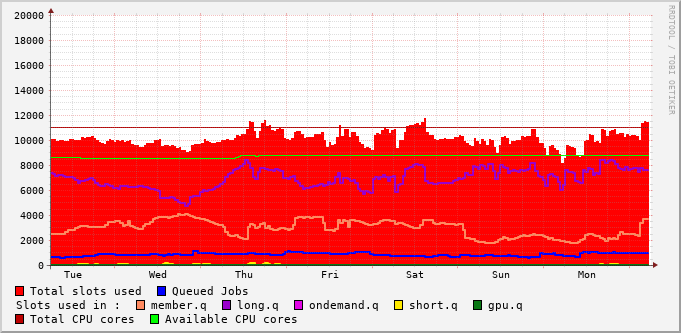 RRDTOOL / TOBI OETIKER
20000
18000
16000
14000
12000
10000
8000
6000
4000
2000
0
Tue Wed Thu Fri Sat Sun Mon
Total slots used Queued Jobs
Slots used in : member.q long.q ondemand.q short.q gpu.q
Total CPU cores Available CPU cores